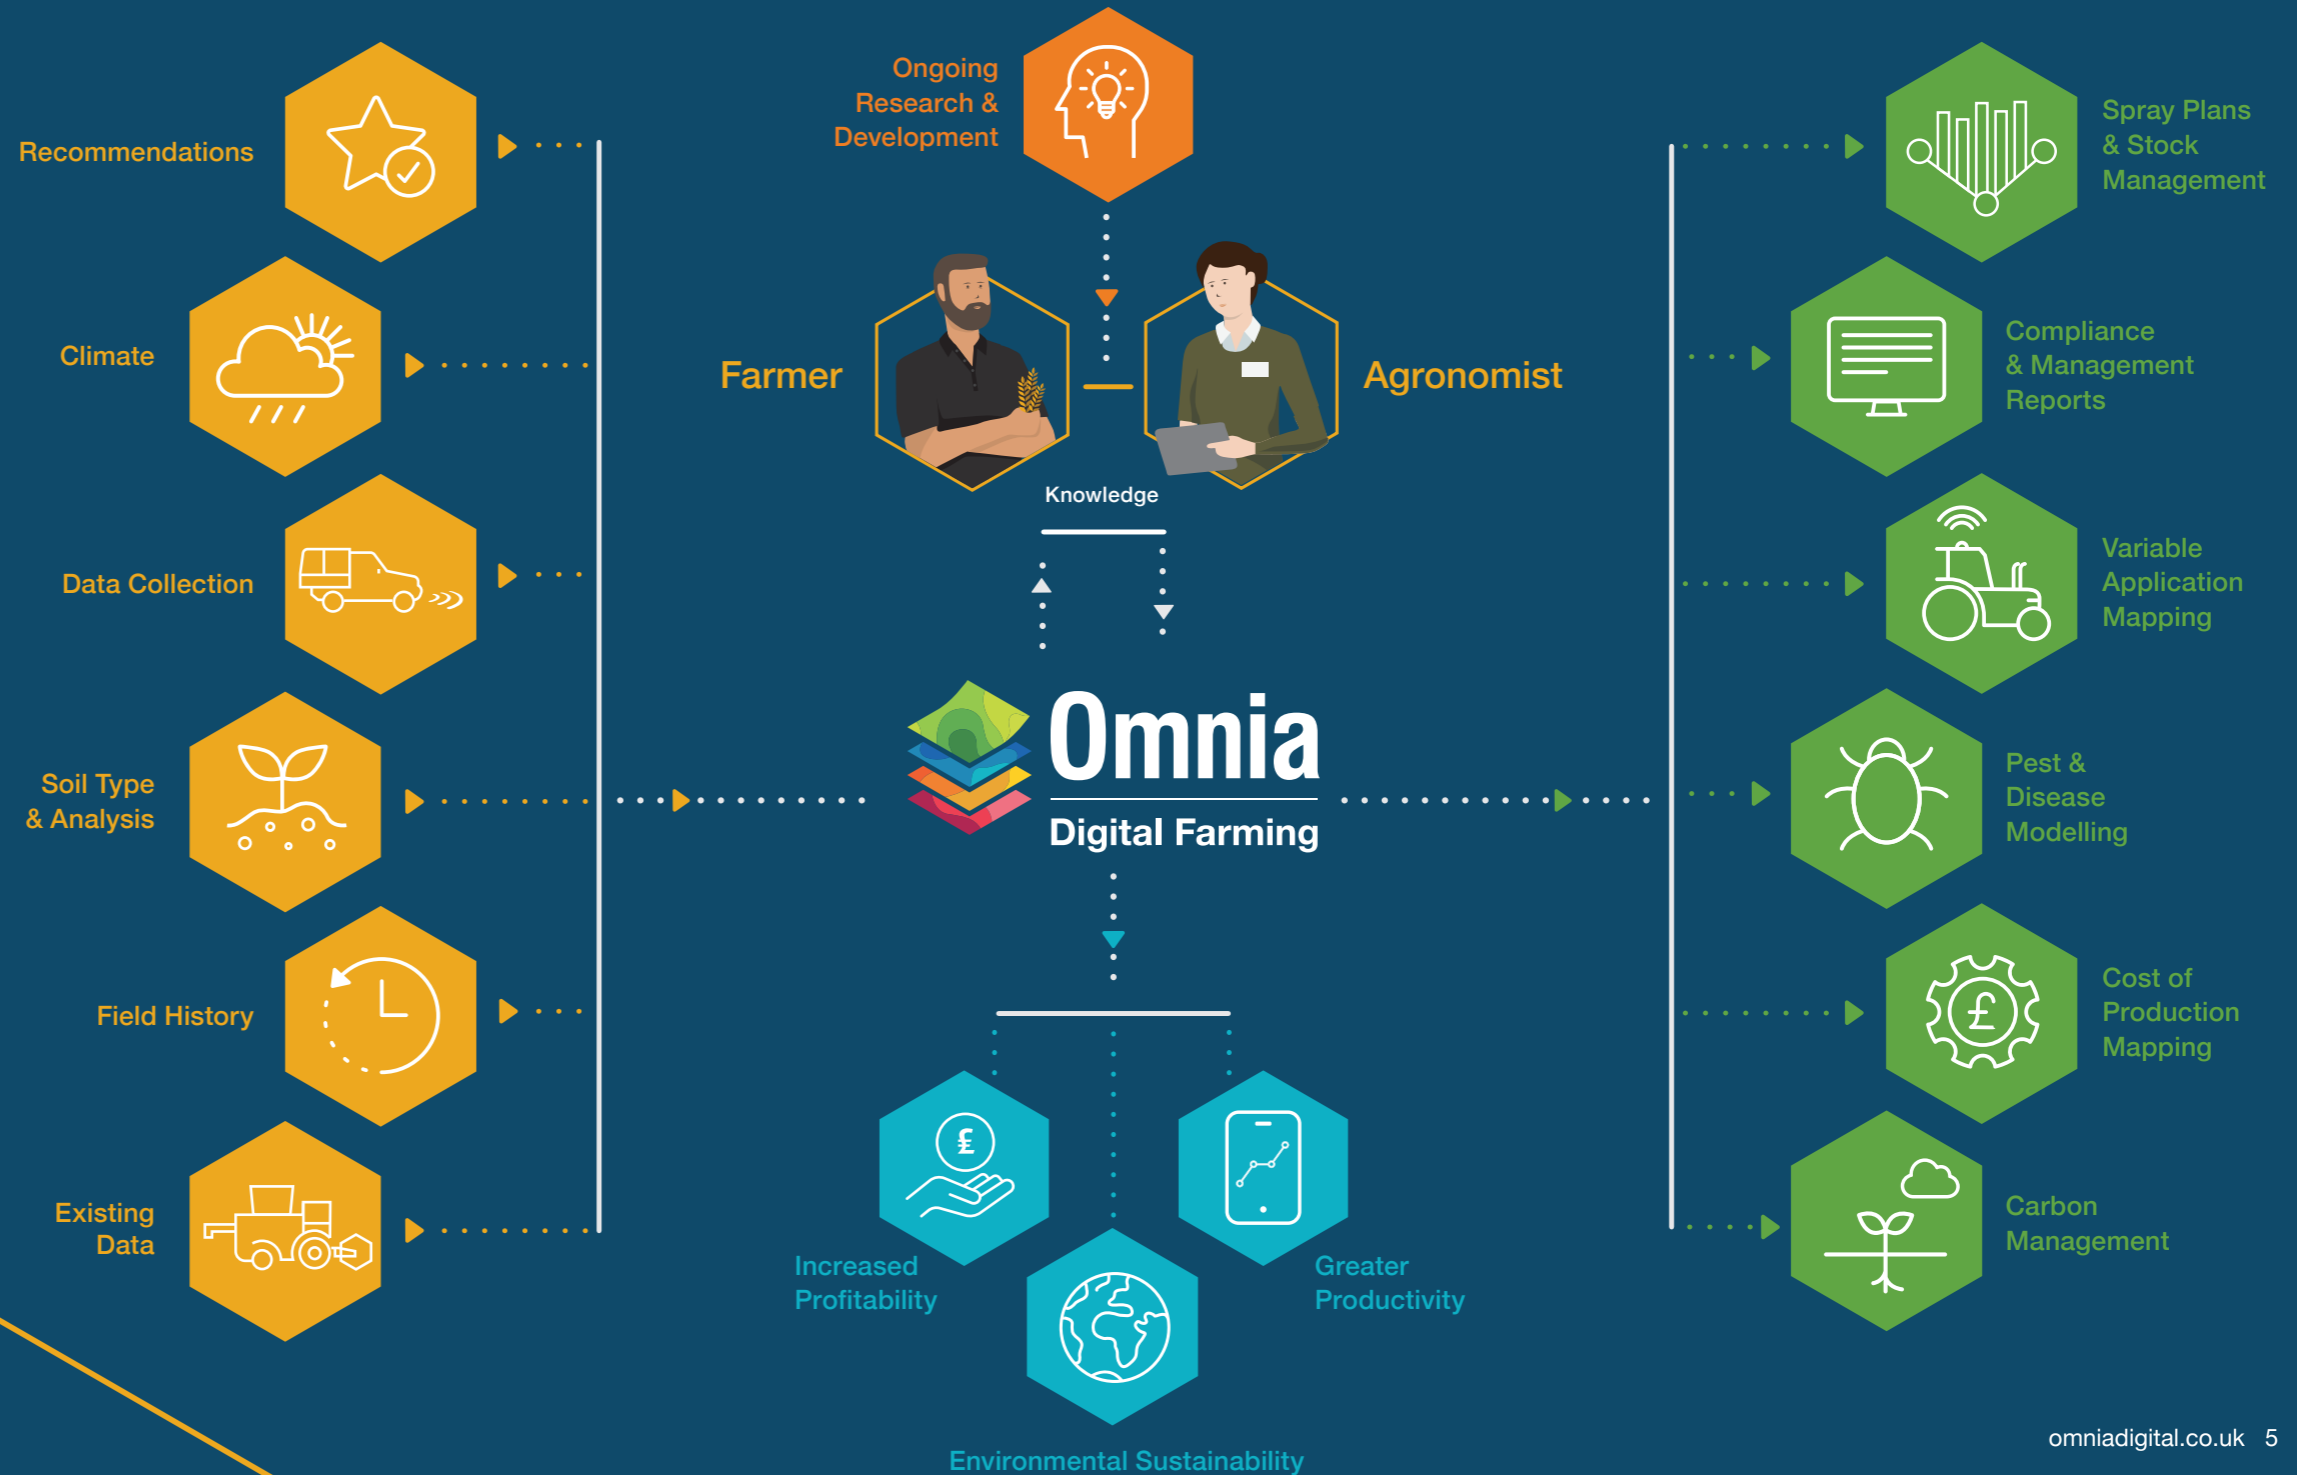 Recommendations
Climate
Data Collection
Soil Type
& Analysis
Field History
Existing
Data
Ongoing
Research &
Development
Farmer
Agronomist
Knowledge
Omnia
Digital Farming
£
Increased
Profitability
Greater
Productivity
Environmental Sustainability
Spray Plans
& Stock
Management
Compliance
& Management
Reports
Variable
Application
Mapping
Pest &
Disease
Modelling
£
Cost of
Production
Mapping
Carbon
Management
omniadigital.co.uk 5